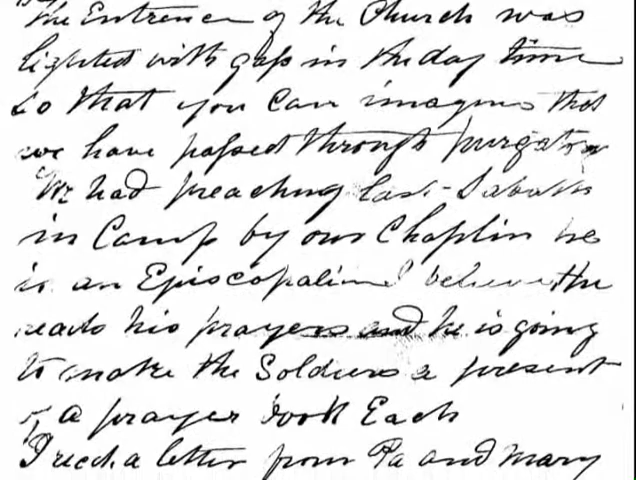 the Entrence of the Church was
lighted with gass in the day time
so that you can imagine that
we have passed through purgatory
We had preaching last Sabath
in Camp by our Chaplin he
is an Episcopalian I believe the
reads his prayers and he is going
to make the Soldiers a present
of a prayer book Each
I recd a letter from Pa and Mary